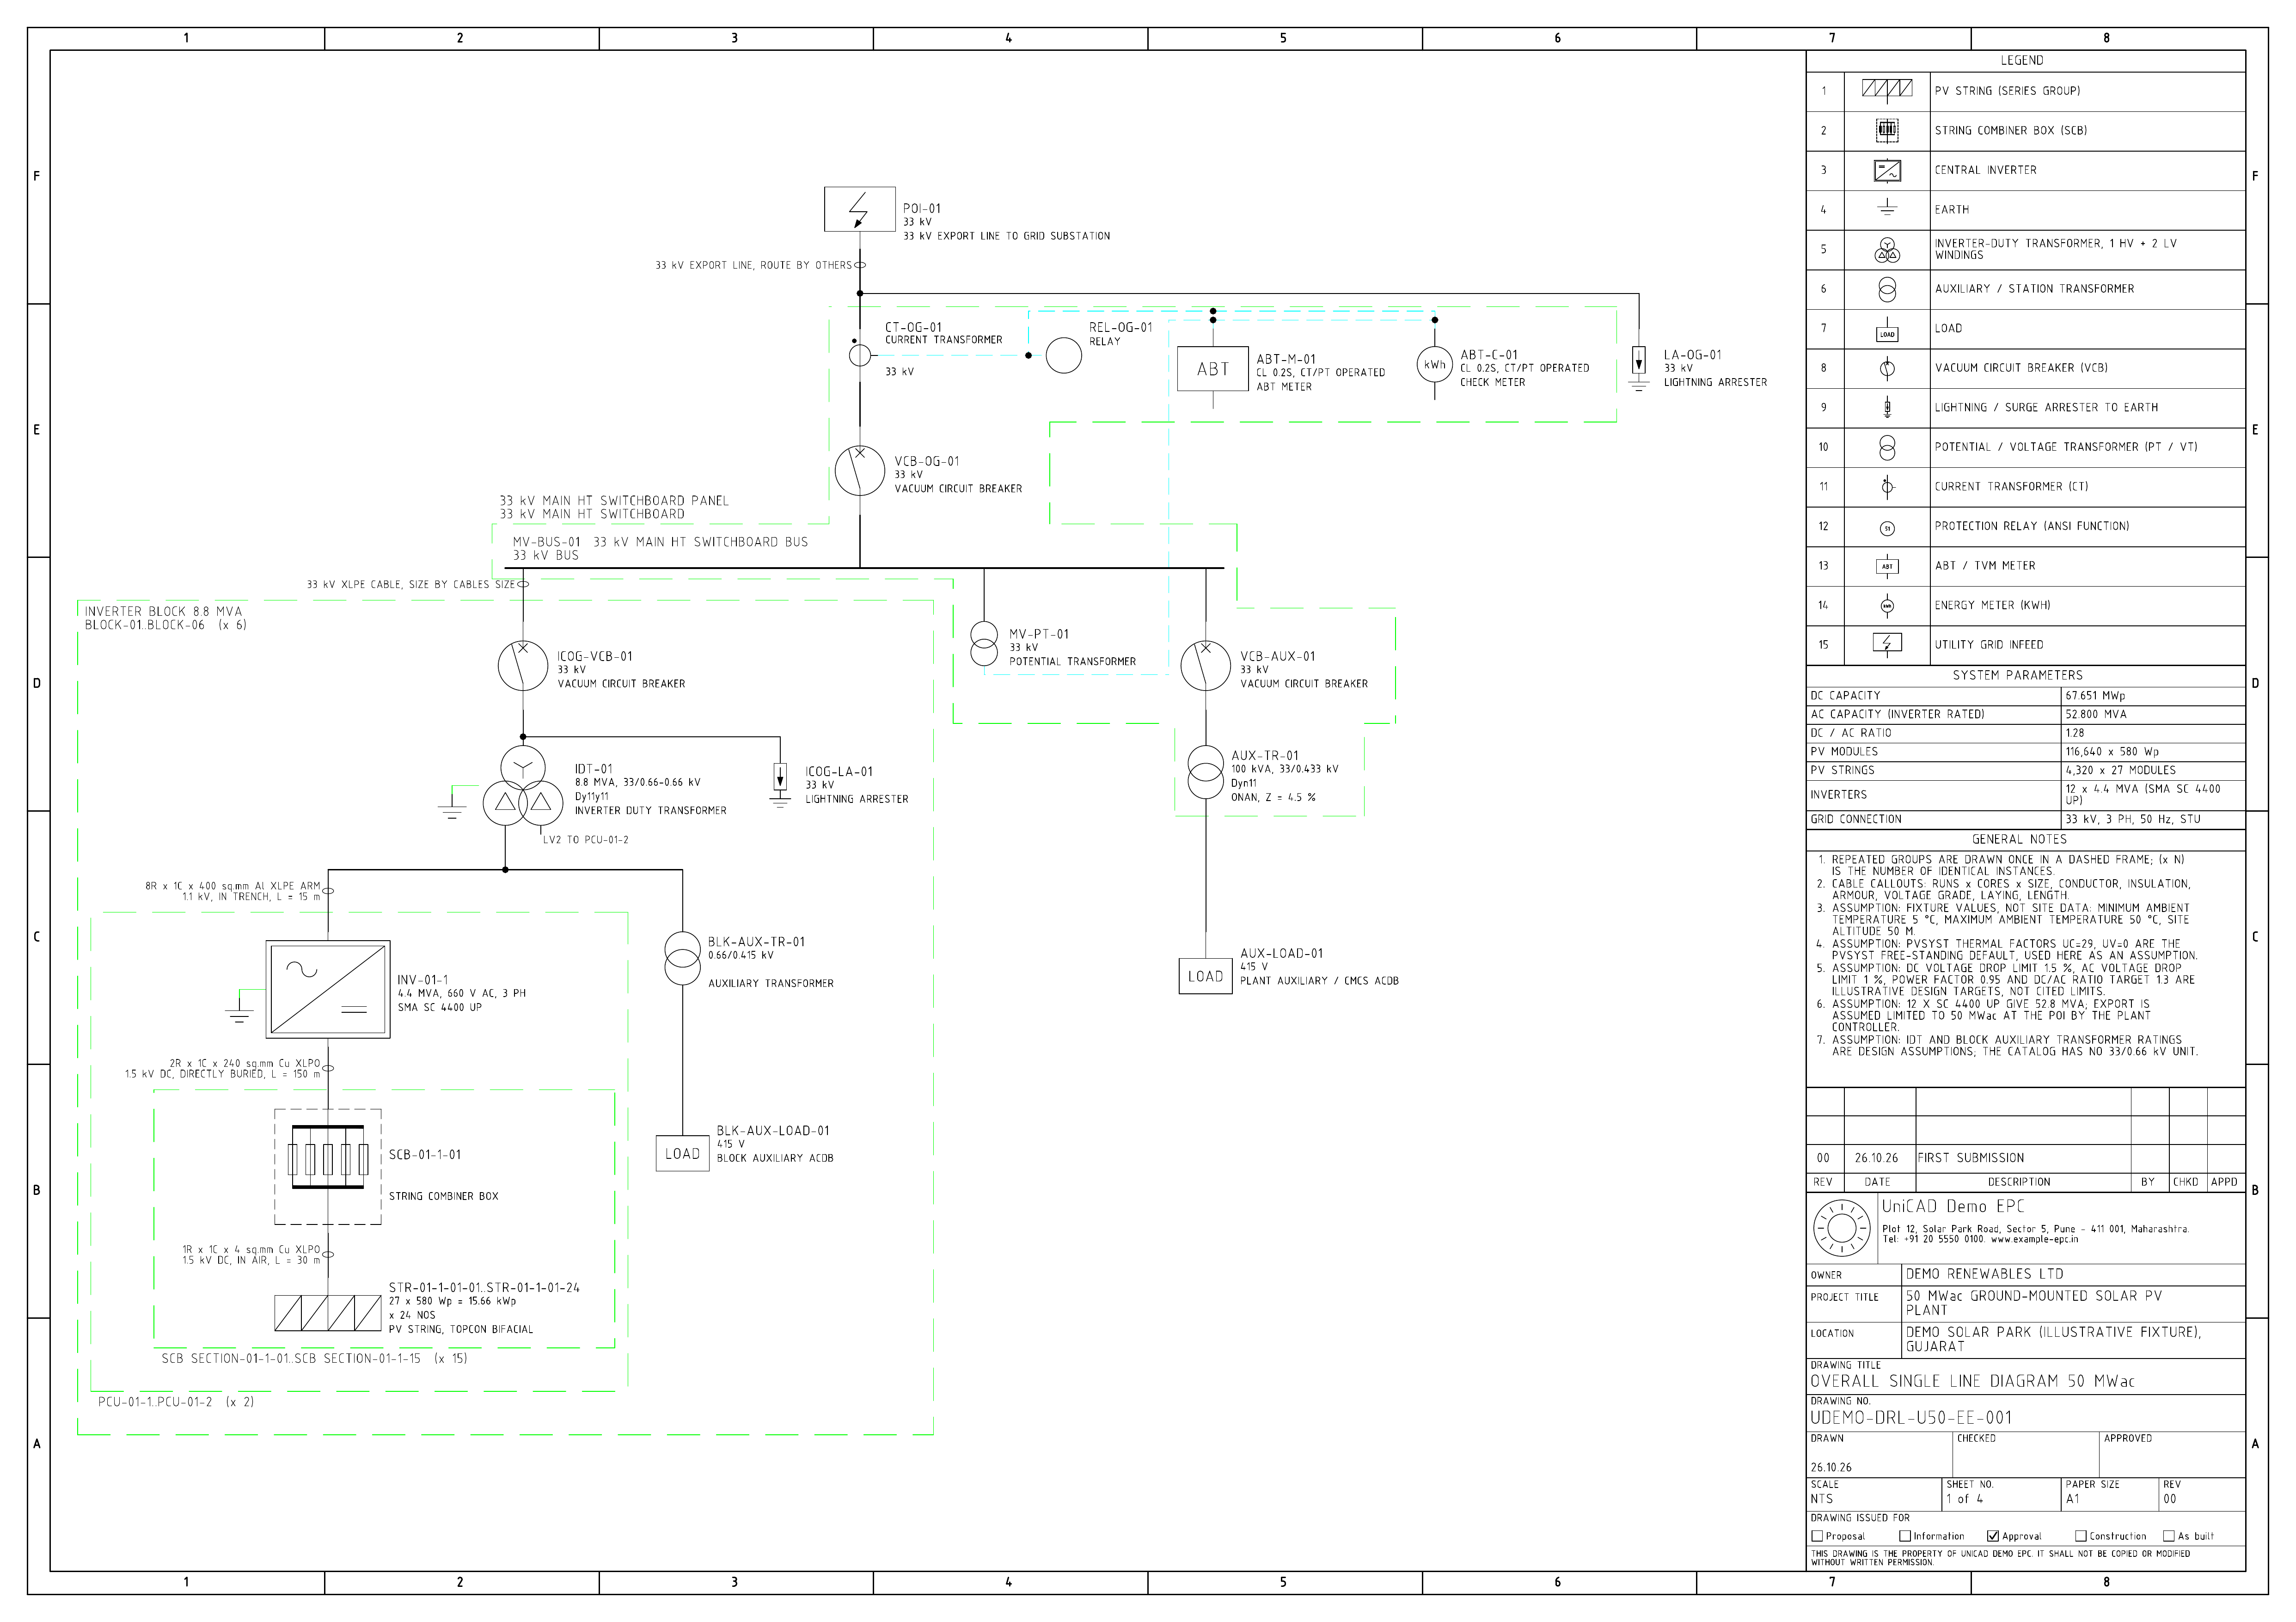 1 2 3 4 5 6 7 8
F
E
D
C
B
A
POI-01
33 kV
33 kV EXPORT LINE TO GRID SUBSTATION
33 kV EXPORT LINE, ROUTE BY OTHERS
CT-OG-01
CURRENT TRANSFORMER
33 kV
REL-OG-01
RELAY
ABT
ABT-M-01
CL 0.2S, CT/PT OPERATED
ABT METER
kWh
ABT-C-01
CL 0.2S, CT/PT OPERATED
CHECK METER
LA-OG-01
33 kV
LIGHTNING ARRESTER
VCB-OG-01
33 kV
VACUUM CIRCUIT BREAKER
33 kV MAIN HT SWITCHBOARD PANEL
33 kV MAIN HT SWITCHBOARD
MV-BUS-01 33 kV MAIN HT SWITCHBOARD BUS
33 kV BUS
33 kV XLPE CABLE, SIZE BY CABLES SIZE
INVERTER BLOCK 8.8 MVA
BLOCK-01..BLOCK-06 (x 6)
ICOG-VCB-01
33 kV
VACUUM CIRCUIT BREAKER
MV-PT-01
33 kV
POTENTIAL TRANSFORMER
VCB-AUX-01
33 kV
VACUUM CIRCUIT BREAKER
IDT-01
8.8 MVA, 33/0.66-0.66 kV
Dy11y11
INVERTER DUTY TRANSFORMER
ICOG-LA-01
33 kV
LIGHTNING ARRESTER
AUX-TR-01
100 kVA, 33/0.433 kV
Dyn11
ONAN, Z = 4.5 %
LV2 TO PCU-01-2
8R x 1C x 400 sq.mm Al XLPE ARM
1.1 kV, IN TRENCH, L = 15 m
INV-01-1
4.4 MVA, 660 V AC, 3 PH
SMA SC 4400 UP
BLK-AUX-TR-01
0.66/0.415 kV
AUXILIARY TRANSFORMER
LOAD
AUX-LOAD-01
415 V
PLANT AUXILIARY / CMCS ACDB
2R x 1C x 240 sq.mm Cu XLPO
1.5 kV DC, DIRECTLY BURIED, L = 150 m
SCB-01-1-01
STRING COMBINER BOX
LOAD
BLK-AUX-LOAD-01
415 V
BLOCK AUXILIARY ACDB
1R x 1C x 4 sq.mm Cu XLPO
1.5 kV DC, IN AIR, L = 30 m
STR-01-1-01-01..STR-01-1-01-24
27 x 580 Wp = 15.66 kWp
x 24 NOS
PV STRING, TOPCON BIFACIAL
SCB SECTION-01-1-01..SCB SECTION-01-1-15 (x 15)
PCU-01-1..PCU-01-2 (x 2)
LEGEND
1 PV STRING (SERIES GROUP)
2 STRING COMBINER BOX (SCB)
3 CENTRAL INVERTER
4 EARTH
5 INVERTER-DUTY TRANSFORMER, 1 HV + 2 LV
WINDINGS
6 AUXILIARY / STATION TRANSFORMER
7 LOAD LOAD
8 VACUUM CIRCUIT BREAKER (VCB)
9 LIGHTNING / SURGE ARRESTER TO EARTH
10 POTENTIAL / VOLTAGE TRANSFORMER (PT / VT)
11 CURRENT TRANSFORMER (CT)
12 51 PROTECTION RELAY (ANSI FUNCTION)
13 ABT ABT / TVM METER
14 kWh ENERGY METER (KWH)
15 UTILITY GRID INFEED
SYSTEM PARAMETERS
DC CAPACITY 67.651 MWp
AC CAPACITY (INVERTER RATED) 52.800 MVA
DC / AC RATIO 1.28
PV MODULES 116,640 x 580 Wp
PV STRINGS 4,320 x 27 MODULES
INVERTERS 12 x 4.4 MVA (SMA SC 4400
UP)
GRID CONNECTION 33 kV, 3 PH, 50 Hz, STU
GENERAL NOTES
1. REPEATED GROUPS ARE DRAWN ONCE IN A DASHED FRAME; (x N)
IS THE NUMBER OF IDENTICAL INSTANCES.
2. CABLE CALLOUTS: RUNS x CORES x SIZE, CONDUCTOR, INSULATION,
ARMOUR, VOLTAGE GRADE, LAYING, LENGTH.
3. ASSUMPTION: FIXTURE VALUES, NOT SITE DATA: MINIMUM AMBIENT
TEMPERATURE 5 °C, MAXIMUM AMBIENT TEMPERATURE 50 °C, SITE
ALTITUDE 50 M.
4. ASSUMPTION: PVSYST THERMAL FACTORS UC=29, UV=0 ARE THE
PVSYST FREE-STANDING DEFAULT, USED HERE AS AN ASSUMPTION.
5. ASSUMPTION: DC VOLTAGE DROP LIMIT 1.5 %, AC VOLTAGE DROP
LIMIT 1 %, POWER FACTOR 0.95 AND DC/AC RATIO TARGET 1.3 ARE
ILLUSTRATIVE DESIGN TARGETS, NOT CITED LIMITS.
6. ASSUMPTION: 12 X SC 4400 UP GIVE 52.8 MVA; EXPORT IS
ASSUMED LIMITED TO 50 MWac AT THE POI BY THE PLANT
CONTROLLER.
7. ASSUMPTION: IDT AND BLOCK AUXILIARY TRANSFORMER RATINGS
ARE DESIGN ASSUMPTIONS; THE CATALOG HAS NO 33/0.66 kV UNIT.
00 26.10.26 FIRST SUBMISSION
REV DATE DESCRIPTION BY CHKD APPD
UniCAD Demo EPC
Plot 12, Solar Park Road, Sector 5, Pune - 411 001, Maharashtra.
Tel: +91 20 5550 0100. www.example-epc.in
OWNER DEMO RENEWABLES LTD
PROJECT TITLE 50 MWac GROUND-MOUNTED SOLAR PV
PLANT
LOCATION DEMO SOLAR PARK (ILLUSTRATIVE FIXTURE),
GUJARAT
DRAWING TITLE
OVERALL SINGLE LINE DIAGRAM 50 MWac
DRAWING NO.
UDEMO-DRL-U50-EE-001
DRAWN CHECKED APPROVED
26.10.26
SCALE SHEET NO. PAPER SIZE REV
NTS 1 of 4 A1 00
DRAWING ISSUED FOR
Proposal Information Approval Construction As built
THIS DRAWING IS THE PROPERTY OF UNICAD DEMO EPC. IT SHALL NOT BE COPIED OR MODIFIED
WITHOUT WRITTEN PERMISSION.
F
E
D
C
B
A
1 2 3 4 5 6 7 8